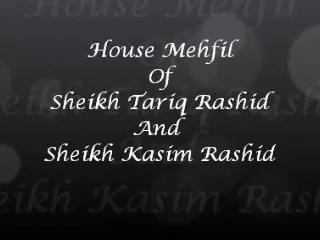 House Mehfil
Of
Sheikh Tariq Rashid
And
Sheikh Kasim Rashid